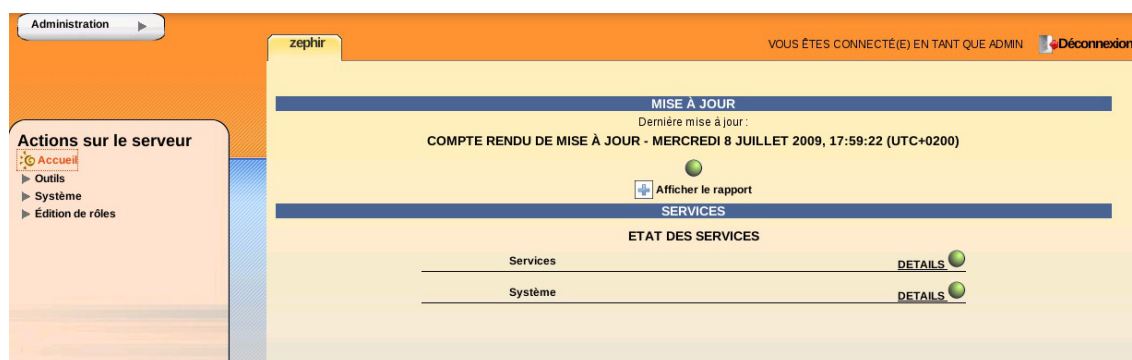 Administration
zephir
VOUS ÊTES CONNECTÉ(E) EN TANT QUE ADMIN
Déconnexion
Actions sur le serveur
Accueil
Outils
Système
Édition de rôles
MISE À JOUR
Dernière mise à jour :
COMPTE RENDU DE MISE À JOUR - MERCREDI 8 JUILLET 2009, 17:59:22 (UTC+0200)
Afficher le rapport
SERVICES
ETAT DES SERVICES
Services DETAILS
Système DETAILS